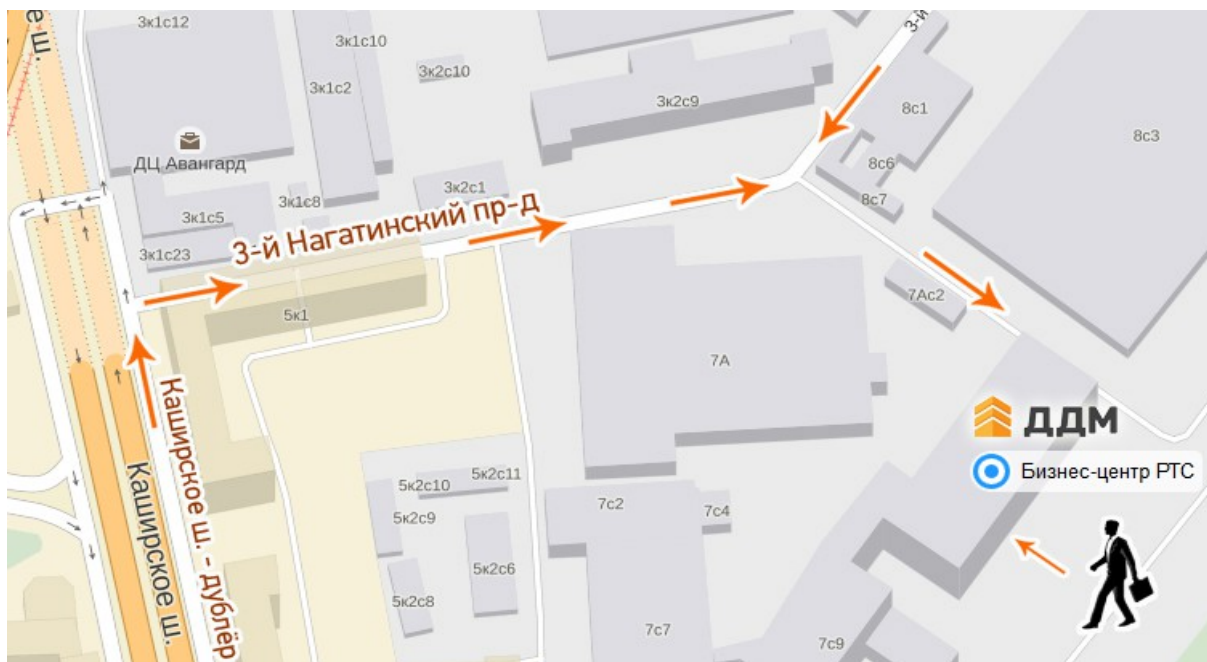 е ш.
3к1с12
3к1с10
3-й
3к2с10
3к1с2
3к2с9
8с1
8с3
ДЦ Авангард
8с6
3к2с1
3к1с8
8с7
3к1с5
3-й Нагатинский пр-д
3к1с23
7Ас2
5к1
7А
Каширское ш. - дублёр
ДДМ
Бизнес-центр РТС
Каширское ш.
5к2с11
5к2с10
7с2
7с4
5к2с9
5к2с6
5к2с8
7с7
7с9